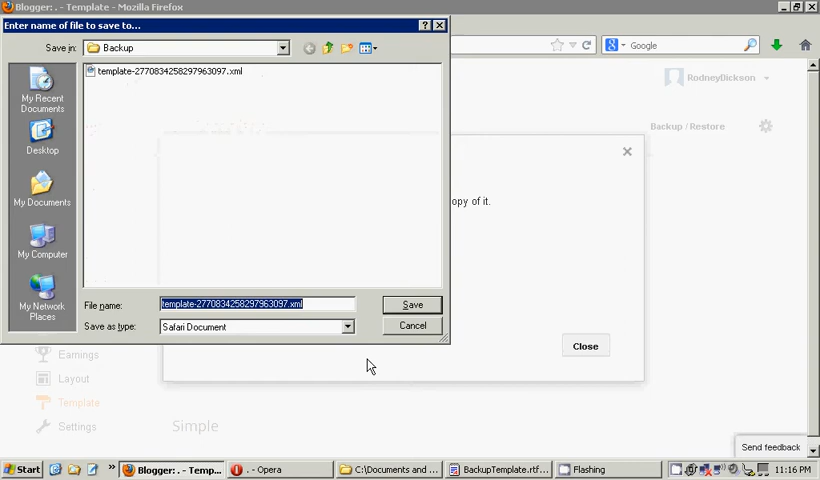 Blogger: . - Template - Mozilla Firefox
Enter name of file to save to...
Save in:
Backup
Google
template-2770834258297963097.xml
RodneyDickson
My Recent
Documents
Desktop
Backup / Restore
My Documents
opy of it.
My Computer
My Network
Places
File name:
template-2770834258297963097.xml
Save
Save as type:
Safari Document
Cancel
Close
Earnings
Layout
Template
Settings
Simple
Send feedback
Start
Blogger: . - Temp...
. - Opera
C:\Documents and ...
BackupTemplate.rtf...
Flashing
11:16 PM